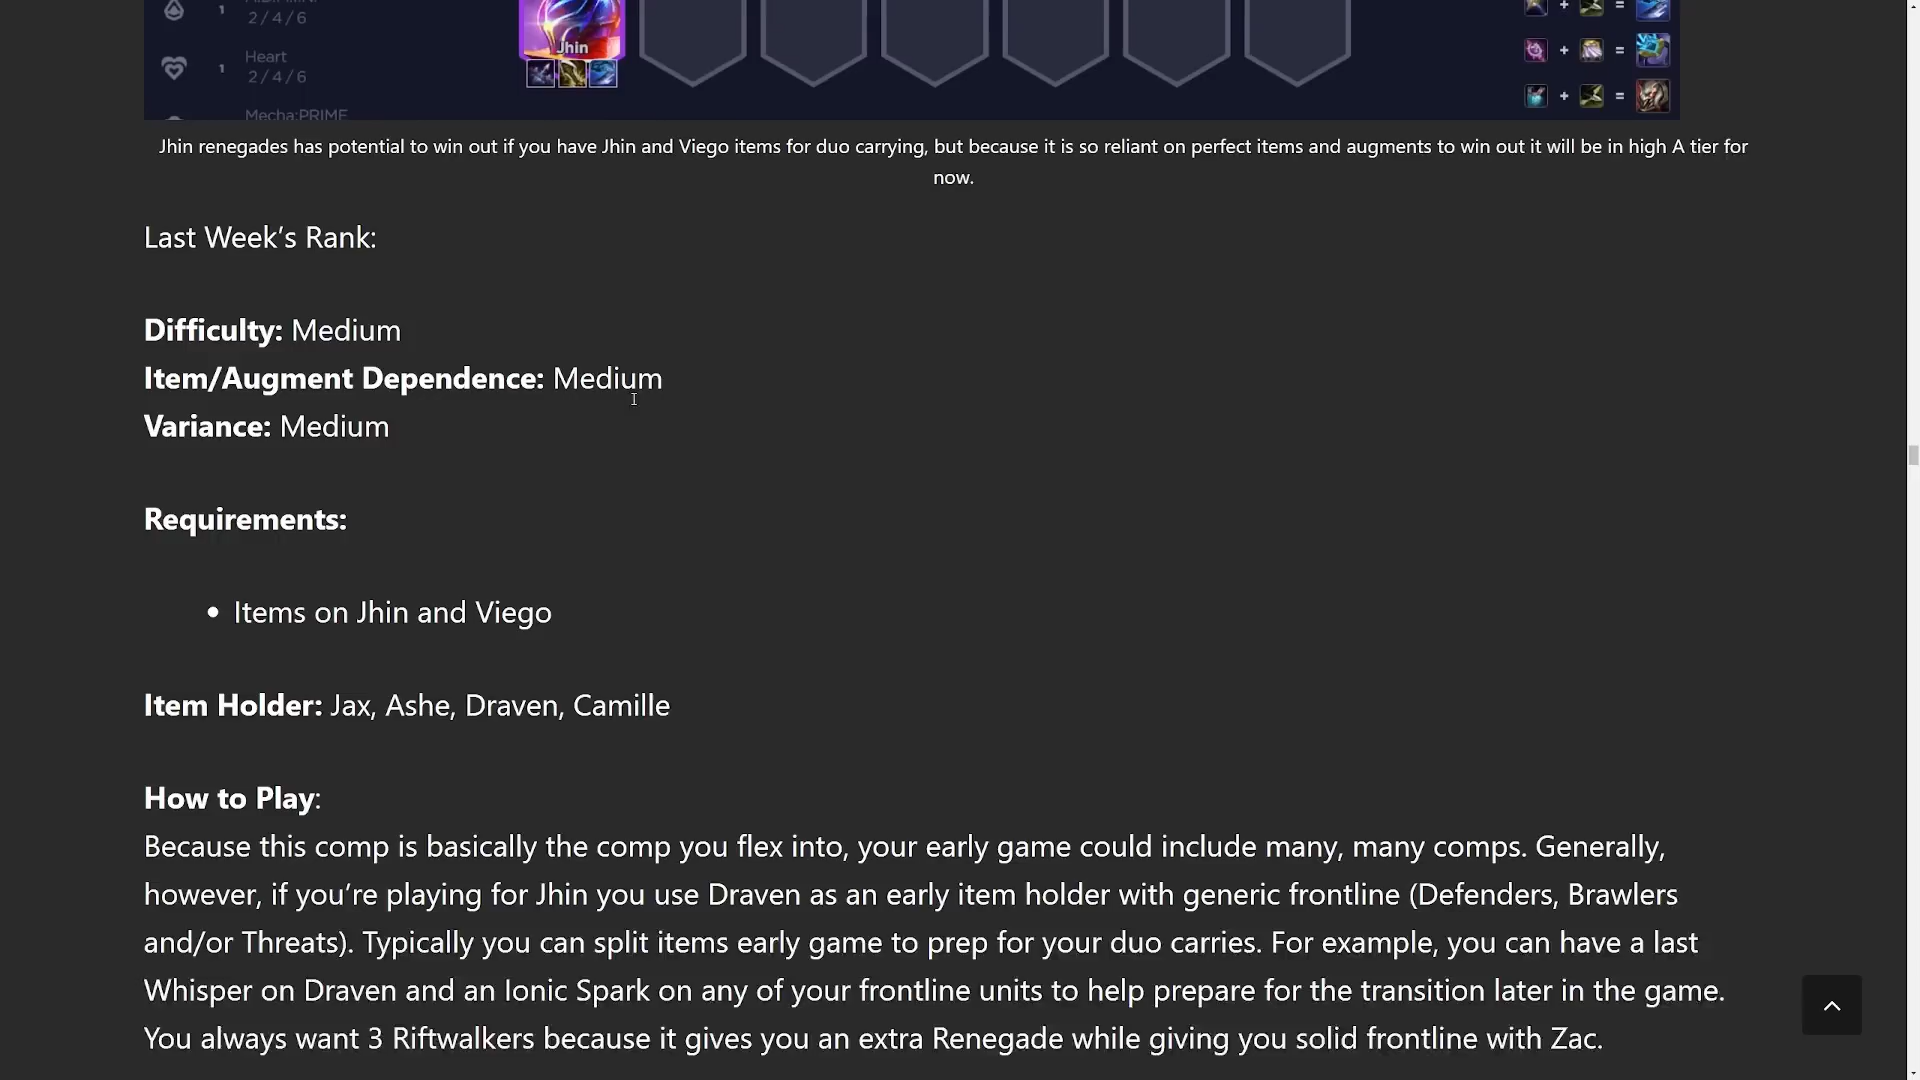 1
2/4/6
Heart
1
2/4/6
Mecha:PRIME
Jhin
+ =
+ =
+ =
Jhin renegades has potential to win out if you have Jhin and Viego items for duo carrying, but because it is so reliant on perfect items and augments to win out it will be in high A tier for
now.
Last Week’s Rank:
Difficulty: Medium
Item/Augment Dependence: Medium
Variance: Medium
Requirements:
• Items on Jhin and Viego
Item Holder: Jax, Ashe, Draven, Camille
How to Play:
Because this comp is basically the comp you flex into, your early game could include many, many comps. Generally,
however, if you’re playing for Jhin you use Draven as an early item holder with generic frontline (Defenders, Brawlers
and/or Threats). Typically you can split items early game to prep for your duo carries. For example, you can have a last
Whisper on Draven and an Ionic Spark on any of your frontline units to help prepare for the transition later in the game.
You always want 3 Riftwalkers because it gives you an extra Renegade while giving you solid frontline with Zac.